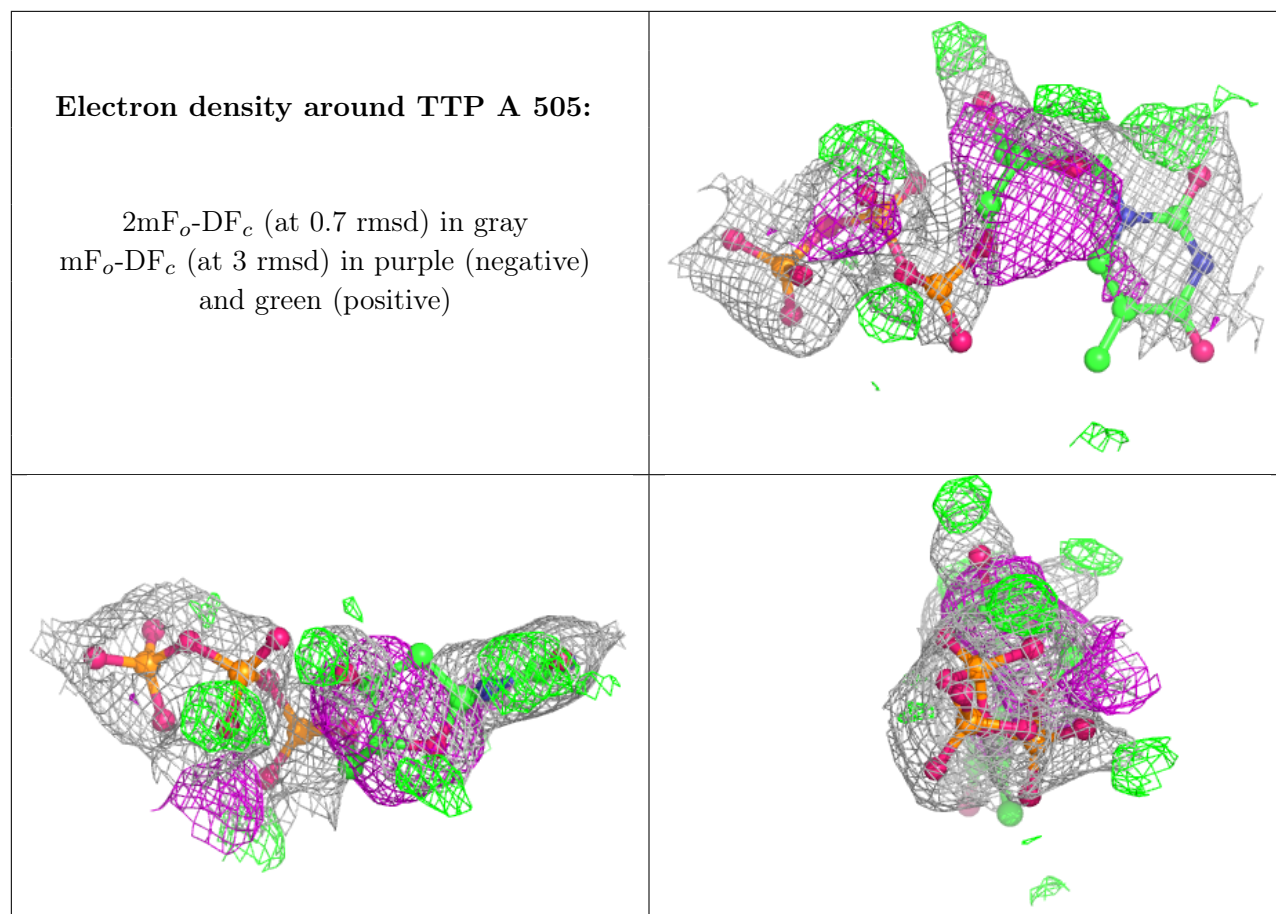 Electron density around TTP A 505:
2mFo-DFc (at 0.7 rmsd) in gray
mFo-DFc (at 3 rmsd) in purple (negative)
and green (positive)